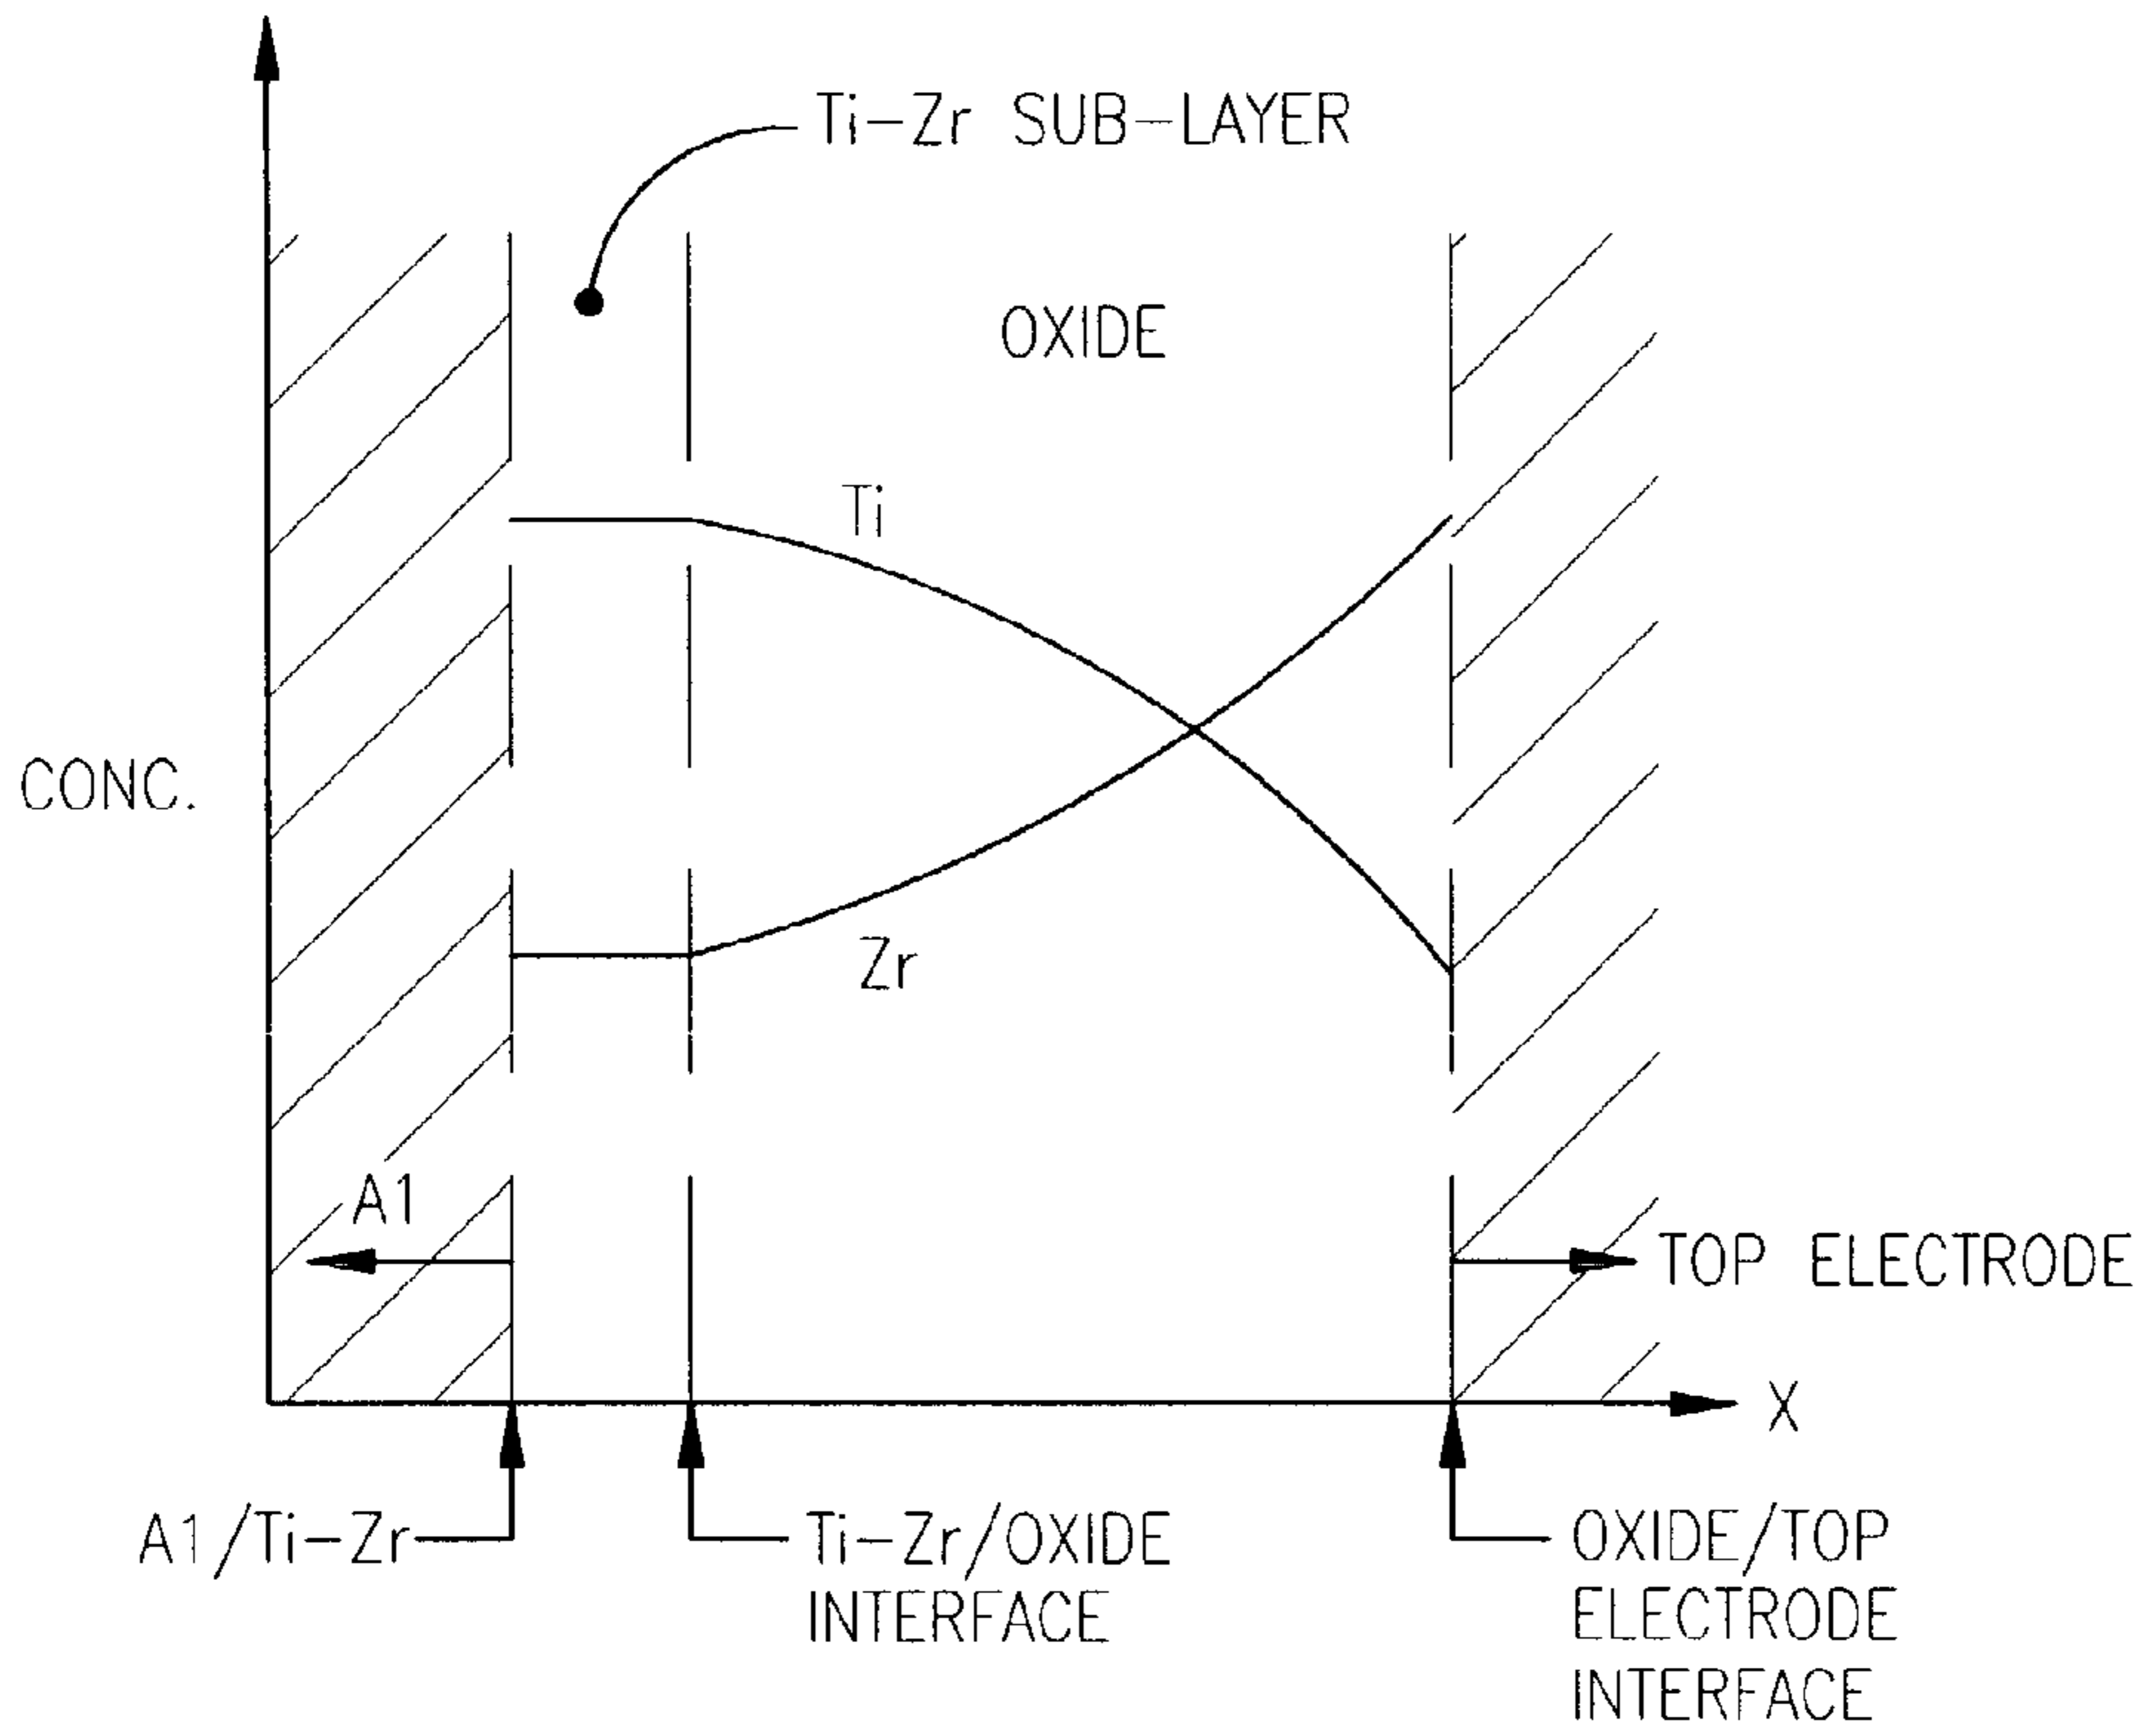 Ti-Zr SUB-LAYER
OXIDE
Ti
CONC.
Zr
A1
TOP ELECTRODE
X
A1/Ti-Zr
Ti-Zr/OXIDE
INTERFACE
OXIDE/TOP
ELECTRODE
INTERFACE